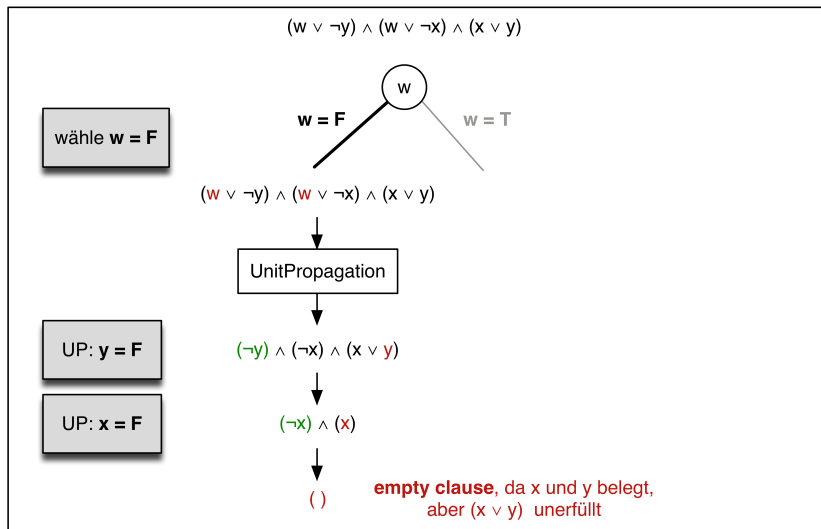 (w ∨ ¬y) ∧ (w ∨ ¬x) ∧ (x ∨ y)
w
w = F
w = T
wähle w = F
(w ∨ ¬y) ∧ (w ∨ ¬x) ∧ (x ∨ y)
UnitPropagation
UP: y = F
(¬y) ∧ (¬x) ∧ (x ∨ y)
UP: x = F
(¬x) ∧ (x)
( )
empty clause, da x und y belegt,
aber (x ∨ y) unerfüllt